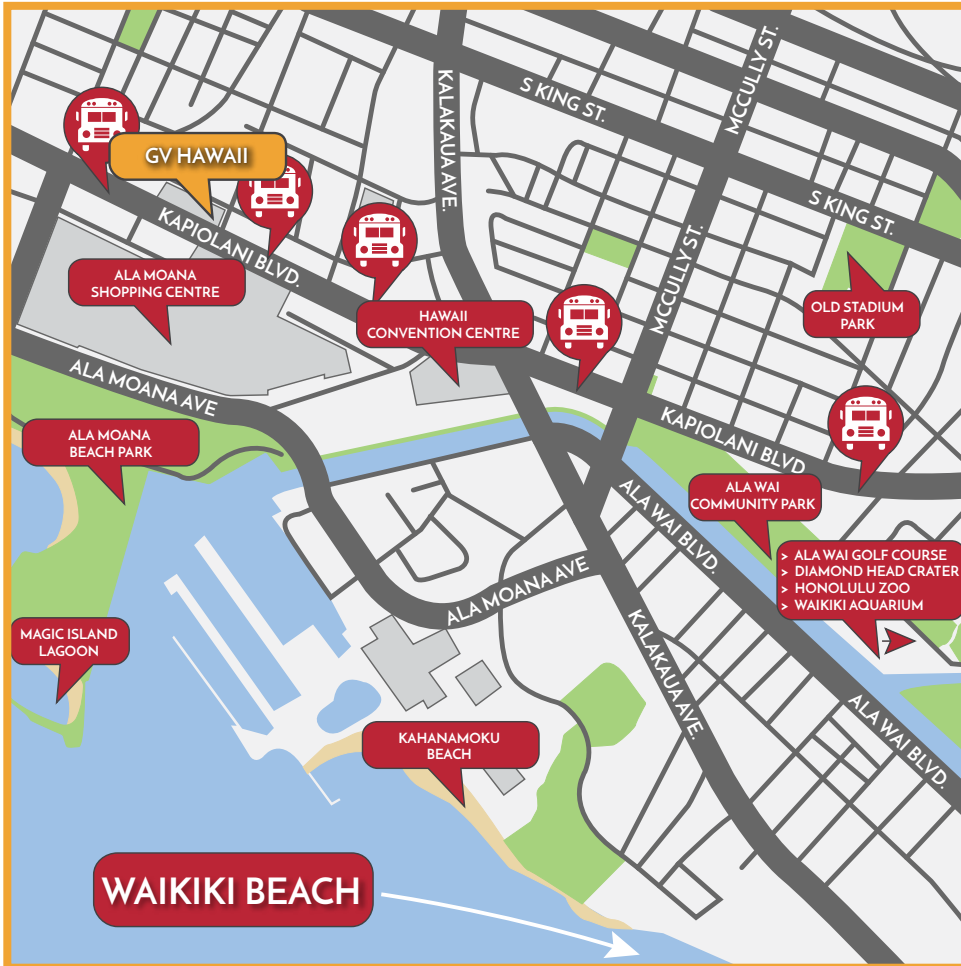 S KING ST.
MCCULLY ST.
KALAKAUA AVE.
GV HAWAII
S KING ST.
KAPIOLANI BLVD.
ALA MOANA
SHOPPING CENTRE
MCCULLY ST.
HAWAII
CONVENTION CENTRE
OLD STADIUM
PARK
ALA MOANA AVE
KAPIOLANI BLVD
ALA MOANA
BEACH PARK
ALA WAI
COMMUNITY PARK
ALA WAI BLVD.
> ALA WAI GOLF COURSE
> DIAMOND HEAD CRATER
> HONOLULU ZOO
> WAIKIKI AQUARIUM
ALA MOANA AVE
MAGIC ISLAND
LAGOON
KALAKAUA AVE.
ALA WAI BLVD.
KAHANAMOKU
BEACH
WAIKIKI BEACH